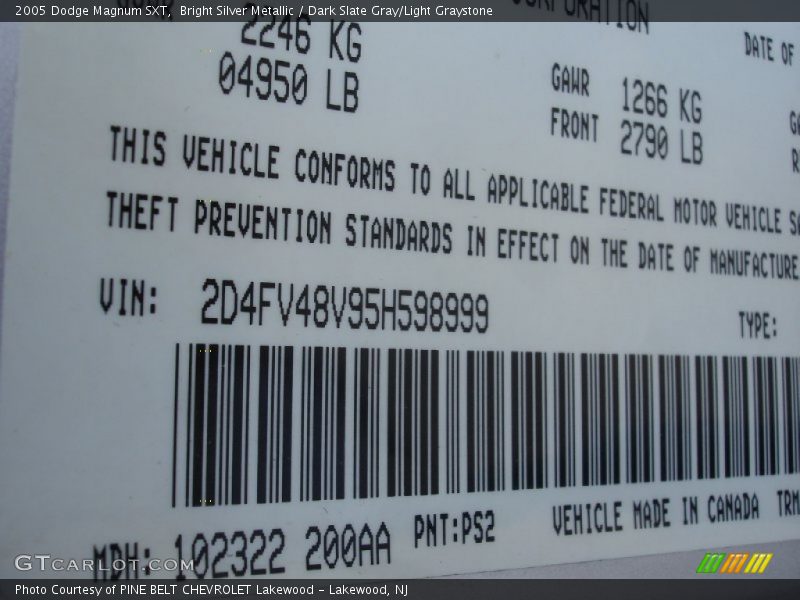 2005 Dodge Magnum SXT, Bright Silver Metallic / Dark Slate Gray/Light Graystone
CORPORATION
DATE OF
2246 KG
04950 LB
GAWR 1266 KG
FRONT 2790 LB
THIS VEHICLE CONFORMS TO ALL APPLICABLE FEDERAL MOTOR VEHICLE
THEFT PREVENTION STANDARDS IN EFFECT ON THE DATE OF MANUFACTURE
VIN: 2D4FV48V95H598999
TYPE:
MDH: 102322 200AA PNT:PS2
VEHICLE MADE IN CANADA TRM
GTcarlot.com
Photo Courtesy of PINE BELT CHEVROLET Lakewood - Lakewood, NJ